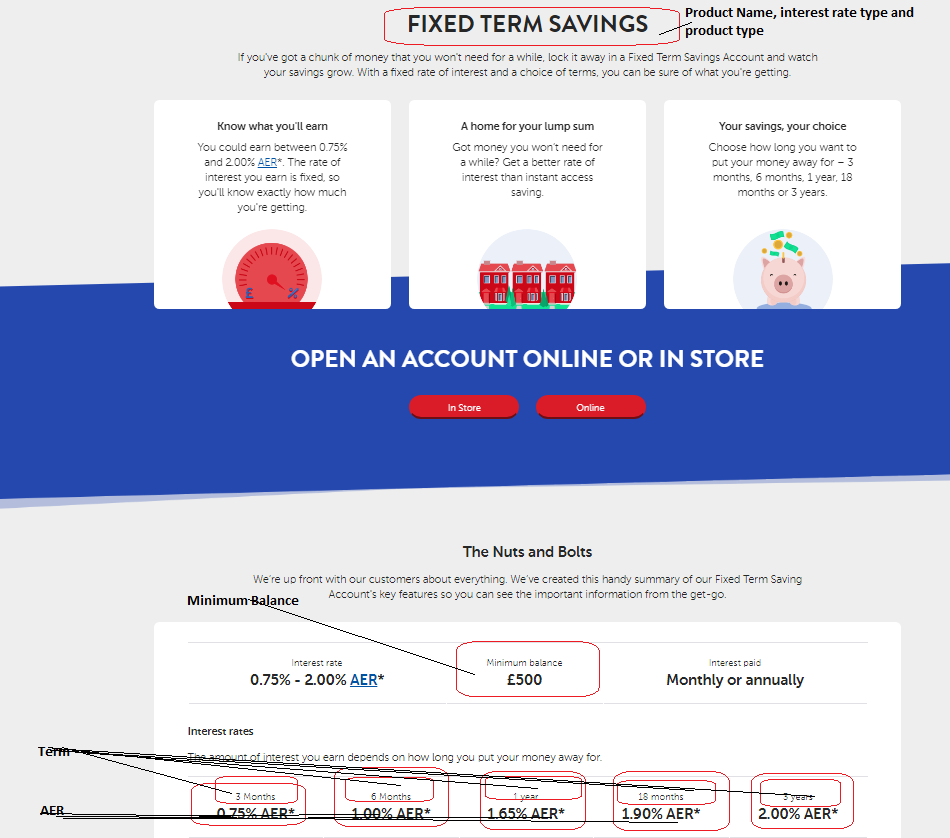 FIXED TERM SAVINGS
Product Name, interest rate type and
product type
If you've got a chunk of money that you won't need for a while, lock it away in a Fixed Term Savings Account and watch
your savings grow. With a fixed rate of interest and a choice of terms, you can be sure of what you're getting.
Know what you'll earn
You could earn between 0.75%
and 2.00% AER*. The rate of
interest you earn is fixed, so
you'll know exactly how much
you're getting.
A home for your lump sum
Got money you won't need for
a while? Get a better rate of
interest than instant access
saving.
Your savings, your choice
Choose how long you want to
put your money away for – 3
months, 6 months, 1 year, 18
months or 3 years.
£ %
OPEN AN ACCOUNT ONLINE OR IN STORE
In Store
Online
The Nuts and Bolts
We're up front with our customers about everything. We've created this handy summary of our Fixed Term Saving
Account's key features so you can see the important information from the get-go.
Minimum Balance
Interest rate
0.75% - 2.00% AER*
Minimum balance
£500
Interest paid
Monthly or annually
Interest rates
Term
The amount of interest you earn depends on how long you put your money away for.
3 Months
6 Months
1 year
18 months
3 years
AER
0.75% AER*
1.00% AER*
1.65% AER*
1.90% AER*
2.00% AER*